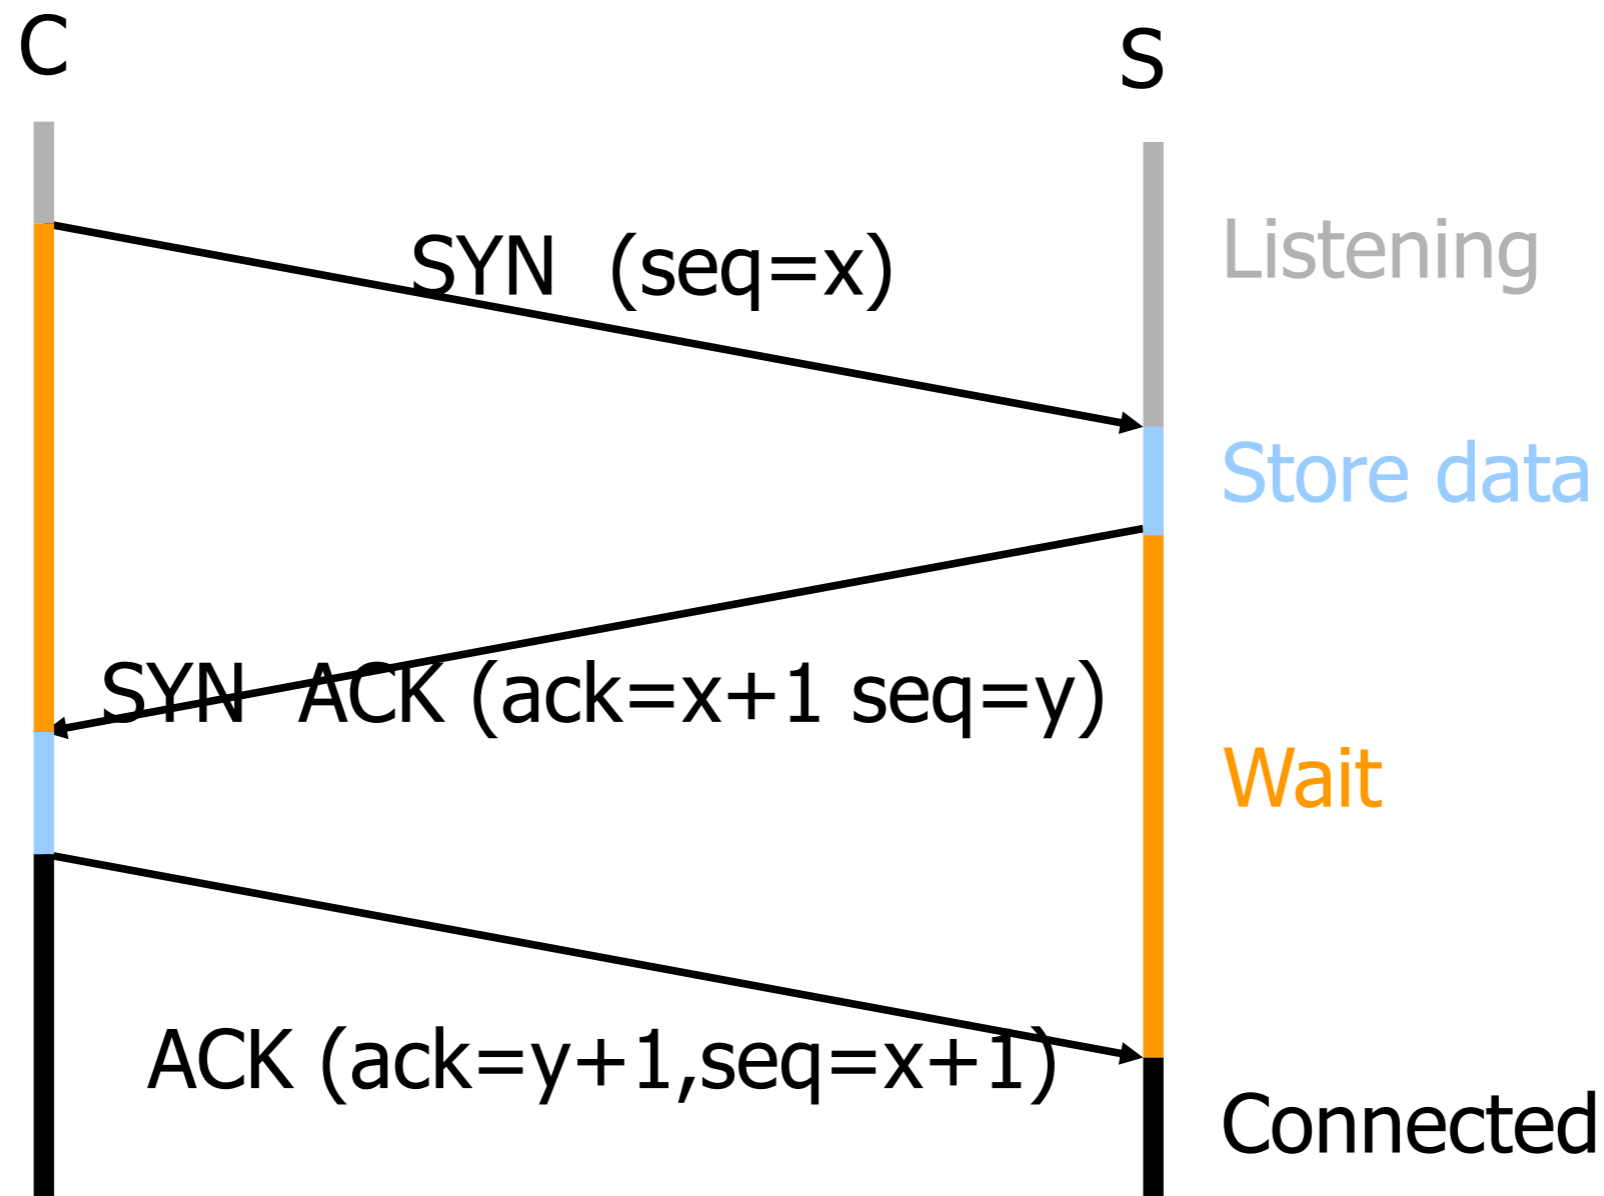 C
S
SYN  (seq=x)
Listening
Store data
SYN  ACK (ack=x+1 seq=y)
Wait
ACK (ack=y+1,seq=x+1)
Connected